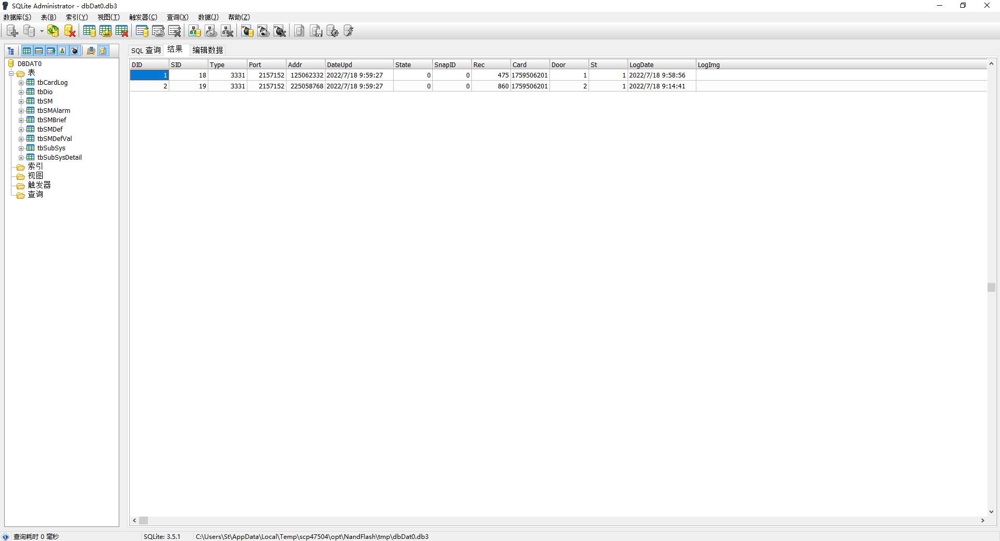 SQLite Administrator - dbDat0.db3
数据库(S) 表(B) 索引(Y) 视图(T) 触发器(C) 查询(X) 数据(J) 帮助(Z)
SQL 查询 结果 编辑数据
DBDAT0
表
tbCardLog
tbDio
tbSM
tbSMAlarm
tbSMBrief
tbSMDef
tbSMDefVal
tbSubSys
tbSubSysDetail
索引
视图
触发器
查询
DID SID Type Port Addr DateUpd State SnapID Rec Card Door St LogDate LogImg
1 18 3331 2157152 125062332 2022/7/18 9:59:27 0 0 475 1759506201 1 1 2022/7/18 9:58:56
2 19 3331 2157152 225058768 2022/7/18 9:59:27 0 0 860 1759506201 2 1 2022/7/18 9:14:41
查询耗时 0 毫秒 SQLite: 3.5.1 C:\Users\St\AppData\Local\Temp\scp47504\opt\NandFlash\tmp\dbDat0.db3